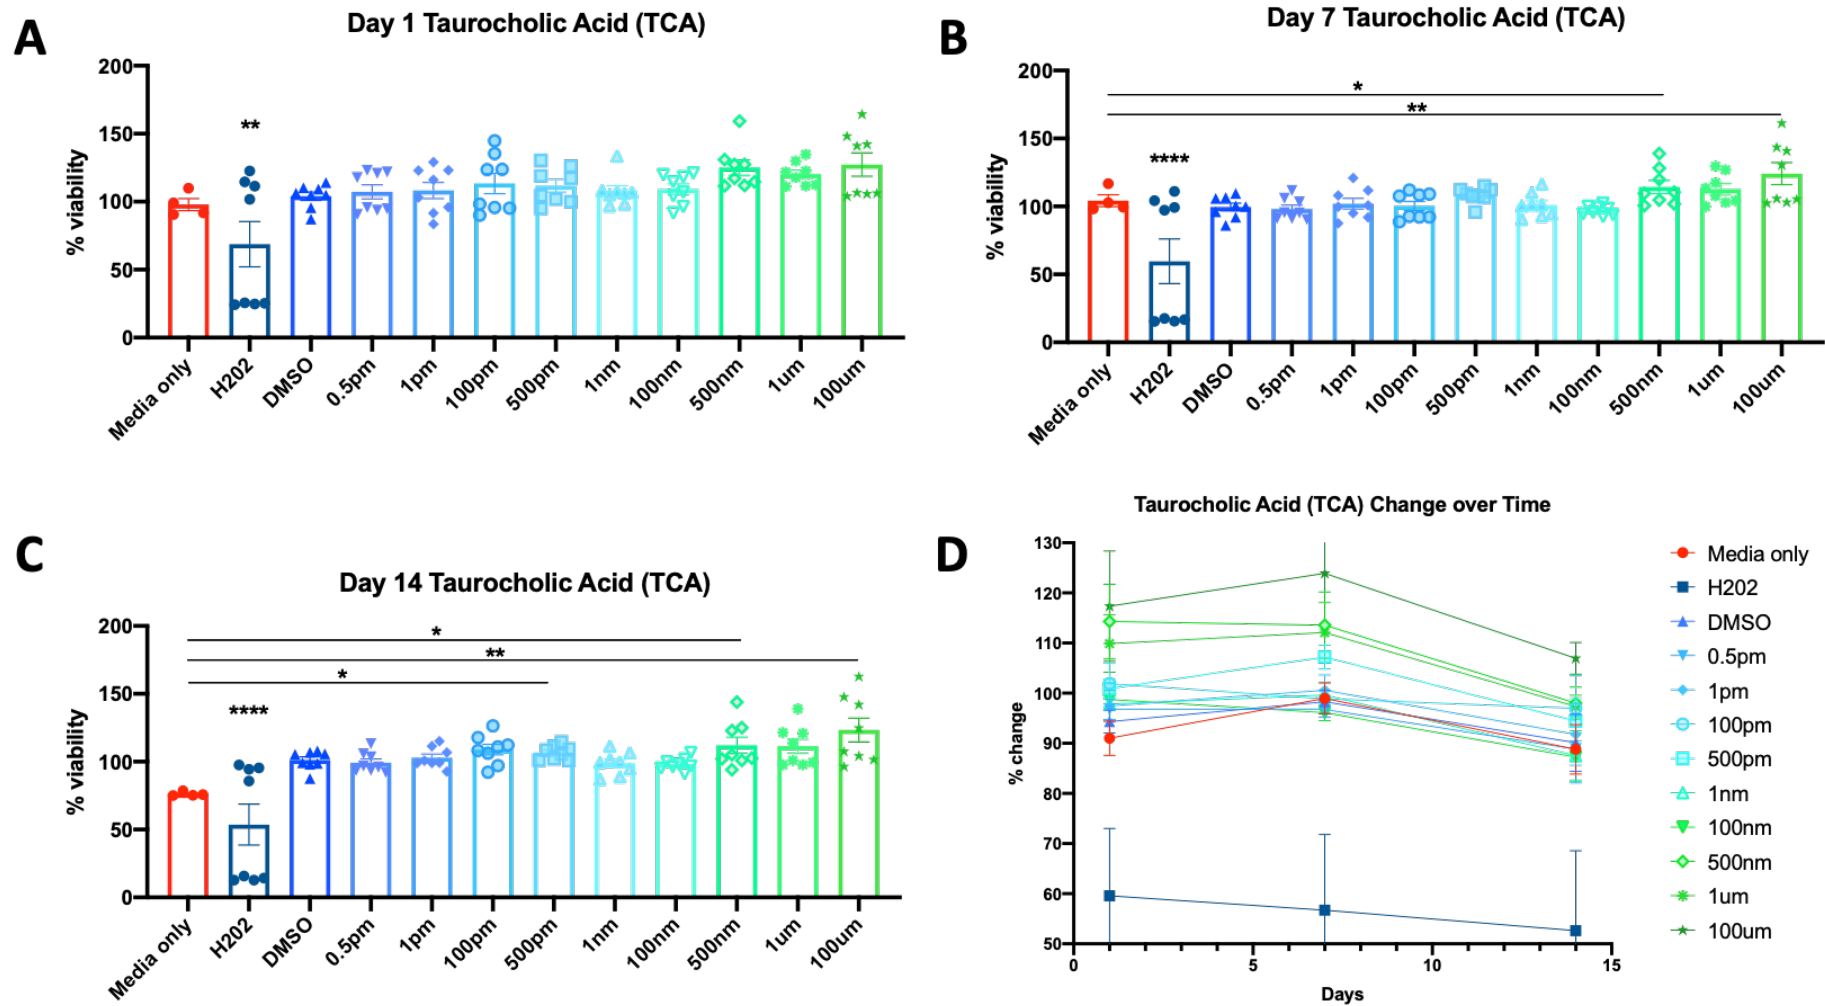 A
Day 1 Taurocholic Acid (TCA)
% viability
200
150
100
50
0
**
Media only
H202
DMSO
0.5pm
1pm
100pm
500pm
1nm
100nm
500nm
1um
100um
B
Day 7 Taurocholic Acid (TCA)
% viability
200
150
100
50
0
*
**
****
Media only
H202
DMSO
0.5pm
1pm
100pm
500pm
1nm
100nm
500nm
1um
100um
C
Day 14 Taurocholic Acid (TCA)
% viability
200
150
100
50
0
*
**
*
****
Media only
H202
DMSO
0.5pm
1pm
100pm
500pm
1nm
100nm
500nm
1um
100um
D
Taurocholic Acid (TCA) Change over Time
% change
130
120
110
100
90
80
70
60
50
0
5
10
15
Days
Media only
H202
DMSO
0.5pm
1pm
100pm
500pm
1nm
100nm
500nm
1um
100um